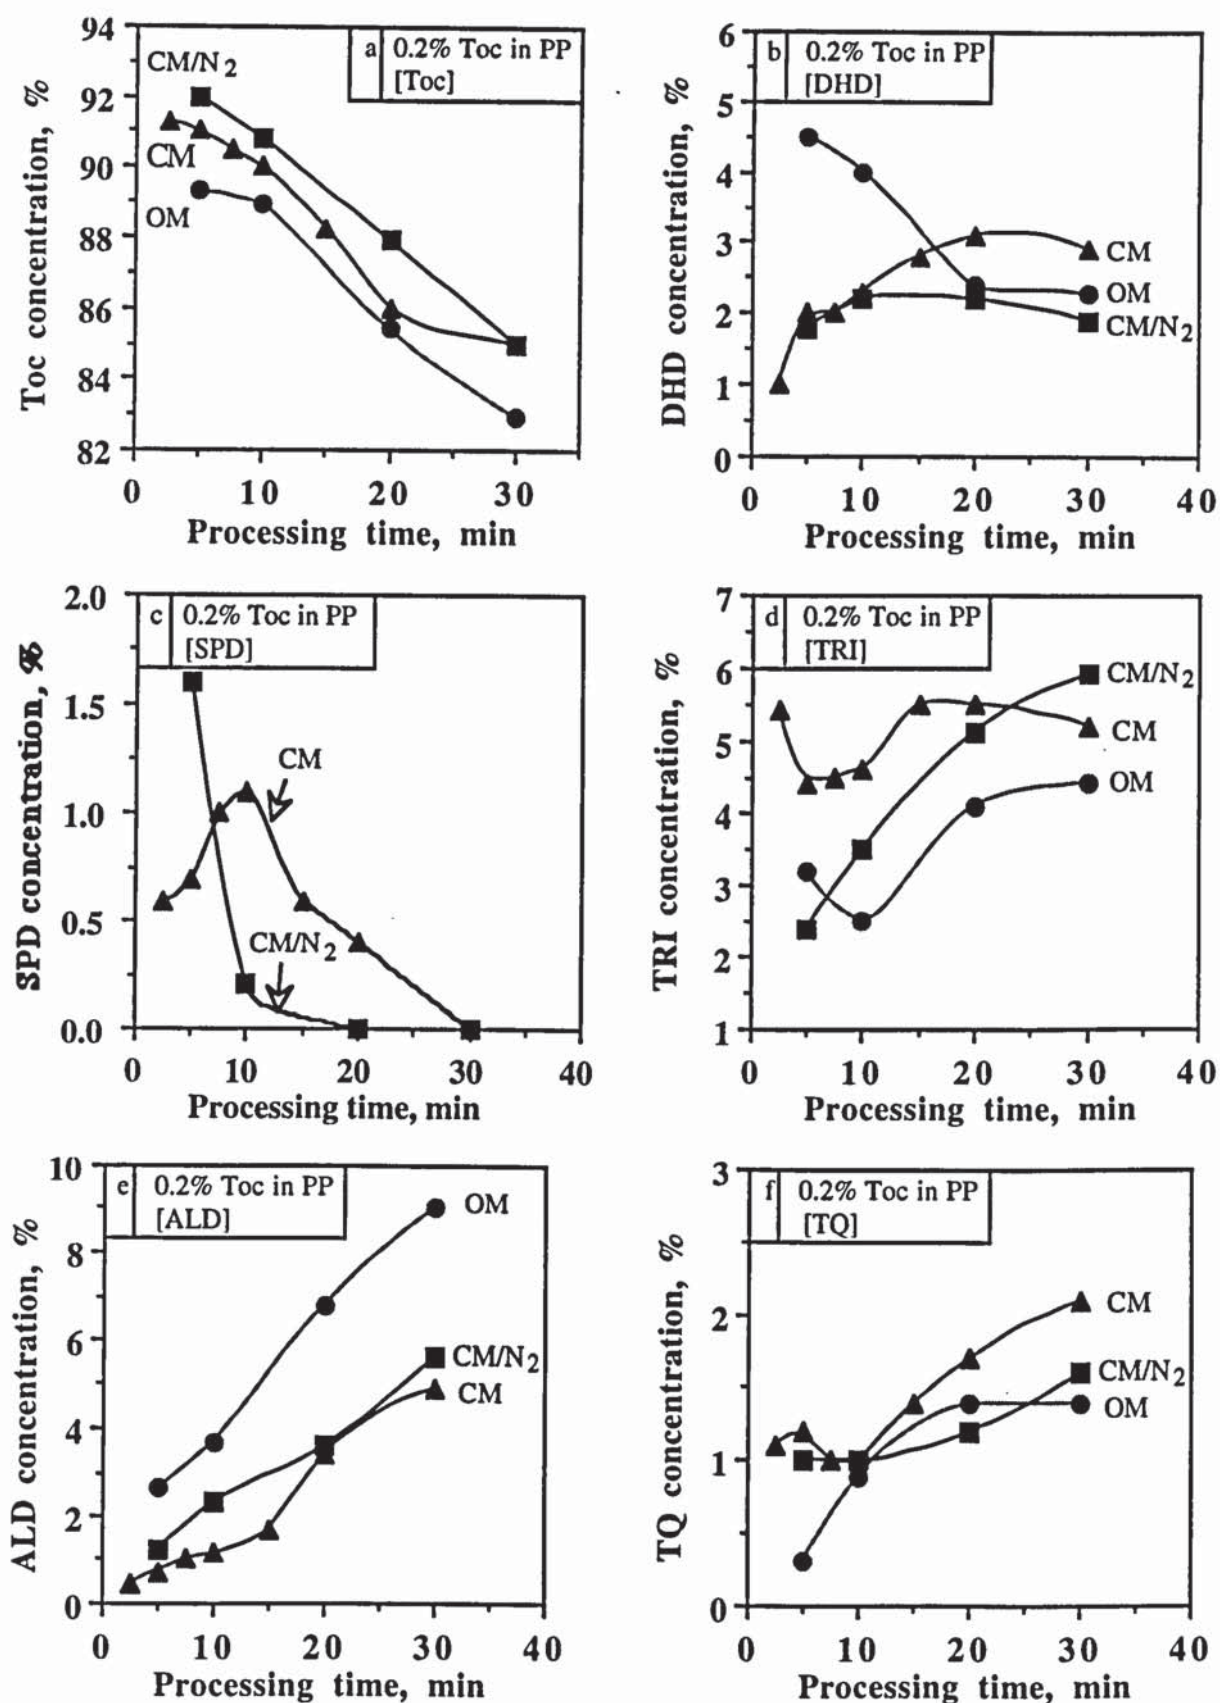 a 0.2% Toc in PP
[Toc]
CM/N2
CM
OM
Toc concentration, %
94
92
90
88
86
84
82
0 10 20 30
Processing time, min
b 0.2% Toc in PP
[DHD]
CM
OM
CM/N2
DHD concentration, %
6
5
4
3
2
1
0
0 10 20 30 40
Processing time, min
c 0.2% Toc in PP
[SPD]
CM
CM/N2
SPD concentration, %
2.0
1.5
1.0
0.5
0.0
0 10 20 30 40
Processing time, min
d 0.2% Toc in PP
[TRI]
CM/N2
CM
OM
TRI concentration, %
7
6
5
4
3
2
1
0 10 20 30 40
Processing time, min
e 0.2% Toc in PP
[ALD]
OM
CM/N2
CM
ALD concentration, %
10
8
6
4
2
0
0 10 20 30 40
Processing time, min
f 0.2% Toc in PP
[TQ]
CM
CM/N2
OM
TQ concentration, %
3
2
1
0
0 10 20 30 40
Processing time, min